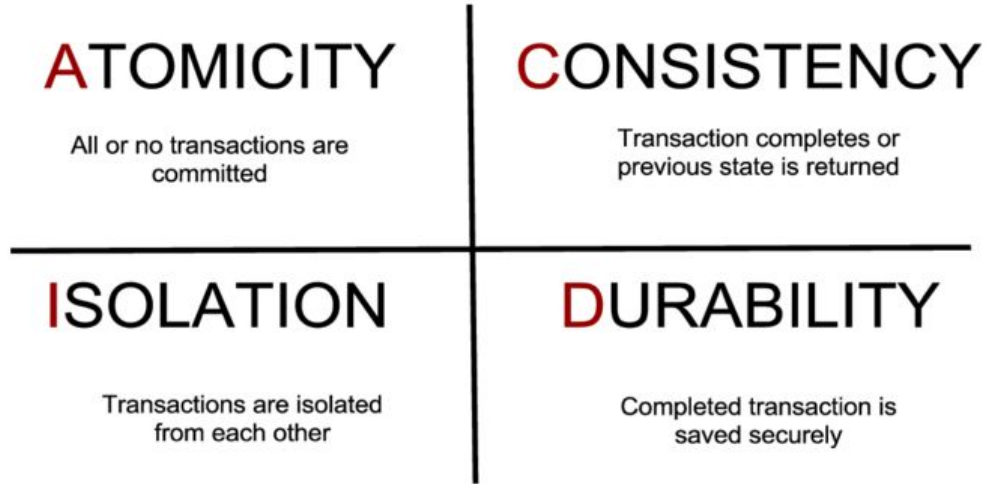 ATOMICITY
All or no transactions are
committed
CONSISTENCY
Transaction completes or
previous state is returned
ISOLATION
Transactions are isolated
from each other
DURABILITY
Completed transaction is
saved securely